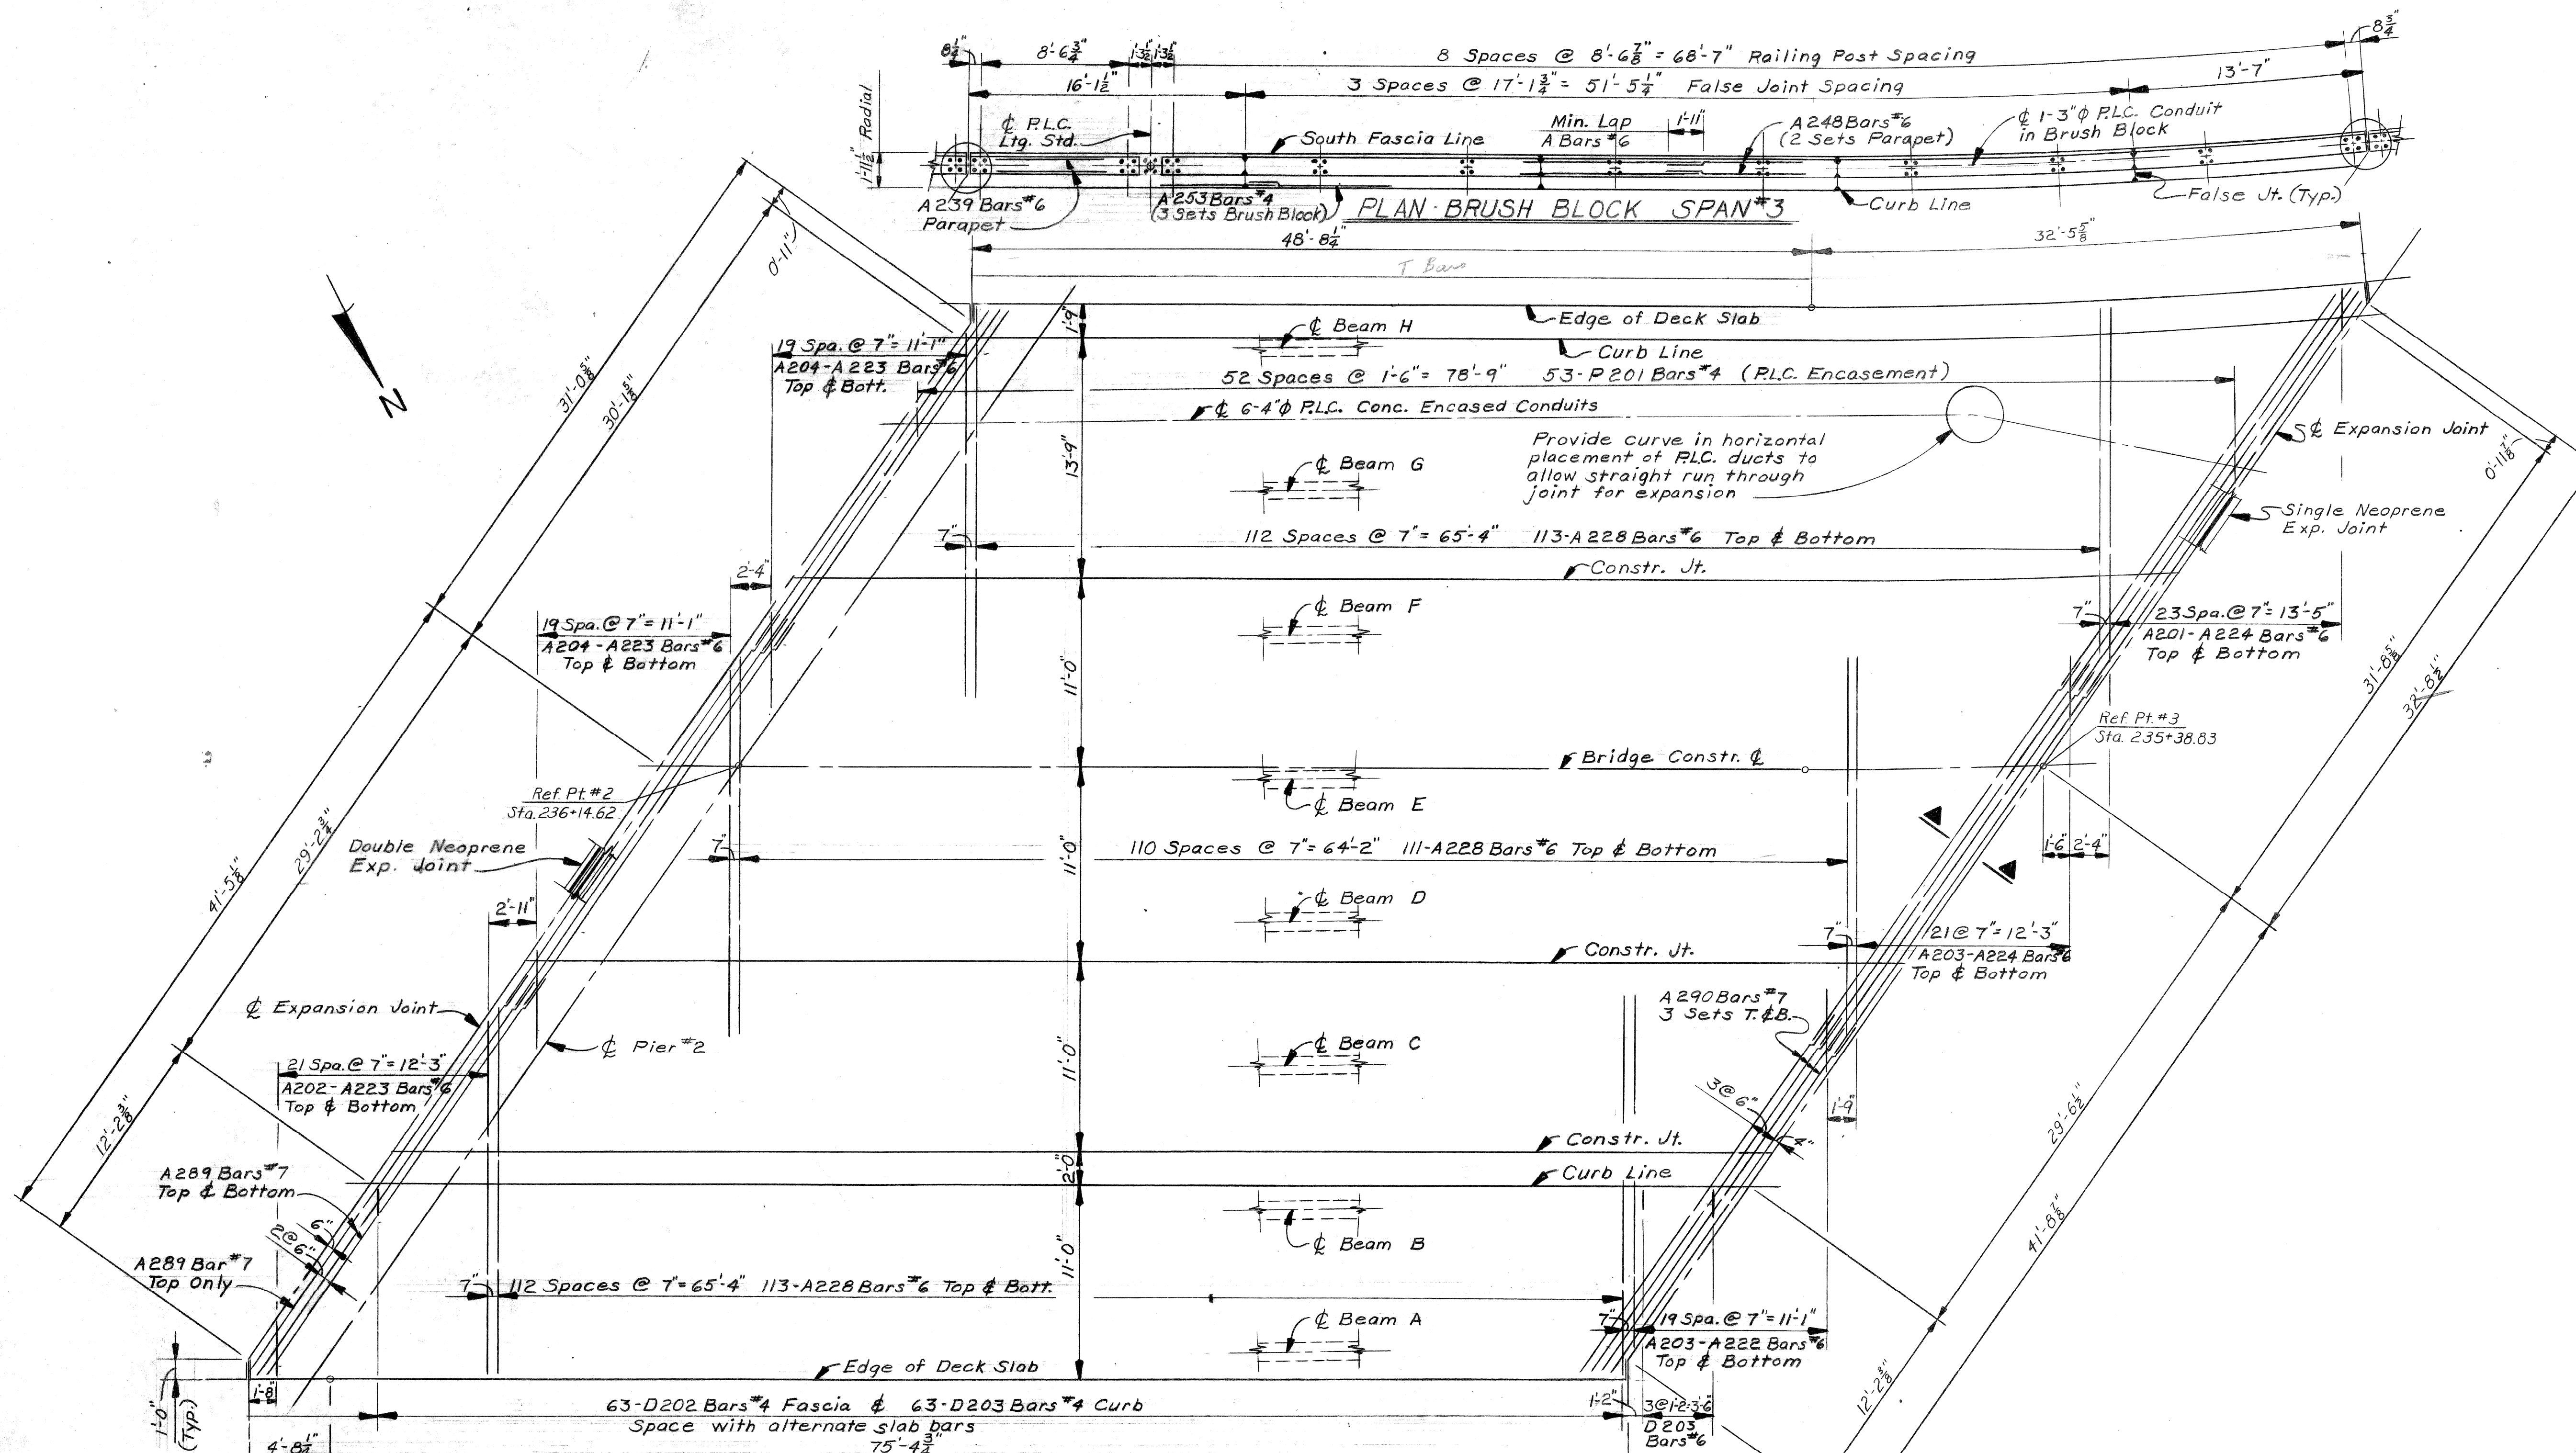 8 1/4"
8'-6 3/4"
1'-3 1/2"
1'-3 1/2"
8 Spaces @ 8'-6 7/8" = 68'-7" Railing Post Spacing
8 3/4"
16'-1 1/2"
3 Spaces @ 17'-1 3/4" = 51'-5 1/4" False Joint Spacing
13'-7"
1'-11 1/2" Radial
℄ P.L.C.
Ltg. Std.
South Fascia Line
Min. Lap
A Bars #6
1'-11"
A248 Bars #6
(2 Sets Parapet)
℄ 1-3"φ P.L.C. Conduit
in Brush Block
A239 Bars #6
Parapet
A253 Bars #4
(3 Sets Brush Block)
PLAN - BRUSH BLOCK SPAN #3
Curb Line
False Jt. (Typ.)
48'-8 1/4"
32'-5 5/8"
T Bars
0'-11"
N
31'-0 5/8"
30'-1 5/8"
1'-9"
Edge of Deck Slab
℄ Beam H
Curb Line
19 Spa. @ 7" = 11'-1"
A204-A223 Bars #6
Top & Bott.
52 Spaces @ 1'-6" = 78'-9" 53-P201 Bars #4 (P.L.C. Encasement)
℄ 6-4"φ P.L.C. Conc. Encased Conduits
13'-9"
Provide curve in horizontal
placement of P.L.C. ducts to
allow straight run through
joint for expansion
℄ Expansion Joint
0'-11 7/8"
℄ Beam G
Single Neoprene
Exp. Joint
7"
112 Spaces @ 7" = 65'-4" 113-A228 Bars #6 Top & Bottom
2'-4"
Constr. Jt.
℄ Beam F
19 Spa. @ 7" = 11'-1"
A204-A223 Bars #6
Top & Bottom
11'-0"
7"
23 Spa. @ 7" = 13'-5"
A201-A224 Bars #6
Top & Bottom
31'-8 5/8"
32'-8 1/2"
Ref. Pt. #3
Sta. 235+38.83
Bridge Constr. ℄
Ref. Pt. #2
Sta. 236+14.62
℄ Beam E
Double Neoprene
Exp. Joint
29'-2 3/4"
41'-5 1/8"
7"
11'-0"
110 Spaces @ 7" = 64'-2" 111-A228 Bars #6 Top & Bottom
1'-6"
2'-4"
℄ Beam D
2'-11"
7"
21 @ 7" = 12'-3"
A203-A224 Bars #6
Top & Bottom
Constr. Jt.
A290 Bars #7
3 Sets T.&B.
℄ Expansion Joint
℄ Pier #2
℄ Beam C
11'-0"
21 Spa. @ 7" = 12'-3"
A202-A223 Bars #6
Top & Bottom
12'-2 3/8"
3 @ 6"
4"
1'-9"
29'-6 1/2"
41'-8 7/8"
Constr. Jt.
2'-0"
Curb Line
A289 Bars #7
Top & Bottom
6"
2 @ 6"
℄ Beam B
A289 Bar #7
Top Only
11'-0"
7"
112 Spaces @ 7" = 65'-4" 113-A228 Bars #6 Top & Bott.
℄ Beam A
7"
19 Spa. @ 7" = 11'-1"
A203-A222 Bars #6
Top & Bottom
12'-2 3/8"
Edge of Deck Slab
1'-0"
(Typ.)
1'-8"
63-D202 Bars #4 Fascia & 63-D203 Bars #4 Curb
Space with alternate slab bars
1'-2"
3@1'-2=3'-6"
D203
Bars #6
4'-8 1/4"
75'-4 3/4"